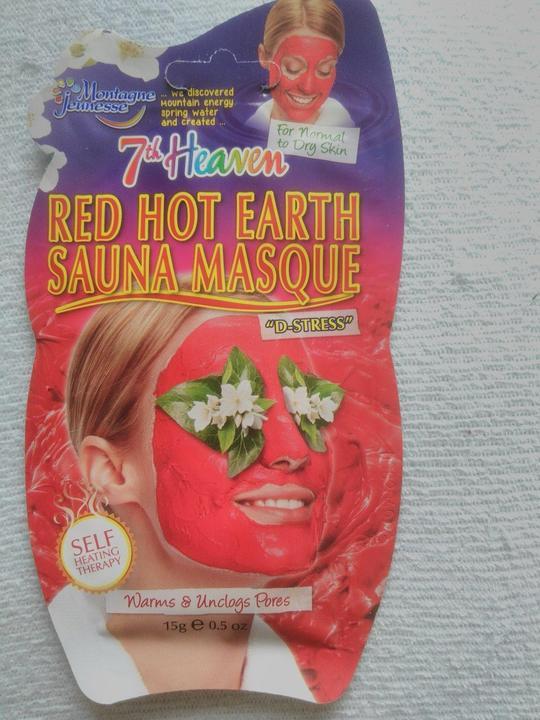 Montagne
Jeunesse
... we discovered
Mountain energy
spring water
and created ...
For Normal
to Dry Skin
7th Heaven
RED HOT EARTH
SAUNA MASQUE
"D-STRESS"
SELF
HEATING
THERAPY
Warms & Unclogs Pores
15g e 0.5 oz